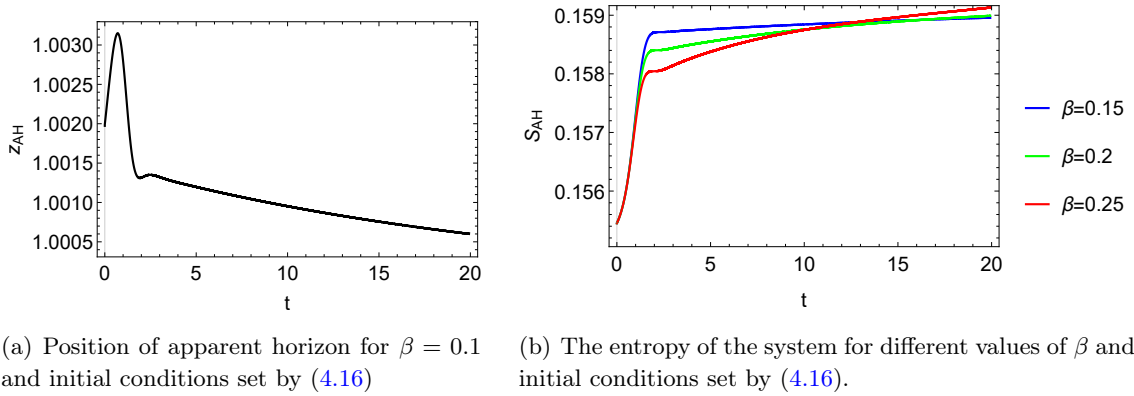 1.0030
1.0025
1.0020
1.0015
1.0010
1.0005
z_AH
0 5 10 15 20
t
0.159
0.158
0.157
0.156
S_AH
0 5 10 15 20
t
β=0.15
β=0.2
β=0.25
(a) Position of apparent horizon for β = 0.1
and initial conditions set by (4.16)
(b) The entropy of the system for different values of β and
initial conditions set by (4.16).